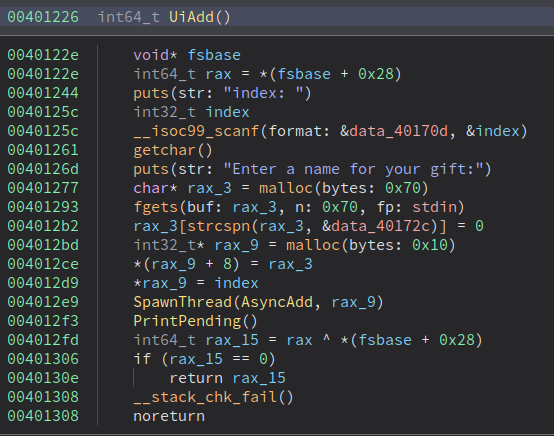 00401226 int64_t UiAdd()
0040122e void* fsbase
0040122e int64_t rax = *(fsbase + 0x28)
00401244 puts(str: "index: ")
0040125c int32_t index
0040125c __isoc99_scanf(format: &data_40170d, &index)
00401261 getchar()
0040126d puts(str: "Enter a name for your gift:")
00401277 char* rax_3 = malloc(bytes: 0x70)
00401293 fgets(buf: rax_3, n: 0x70, fp: stdin)
004012b2 rax_3[strcspn(rax_3, &data_40172c)] = 0
004012bd int32_t* rax_9 = malloc(bytes: 0x10)
004012ce *(rax_9 + 8) = rax_3
004012d9 *rax_9 = index
004012e9 SpawnThread(AsyncAdd, rax_9)
004012f3 PrintPending()
004012fd int64_t rax_15 = rax ^ *(fsbase + 0x28)
00401306 if (rax_15 == 0)
0040130e return rax_15
00401308 __stack_chk_fail()
00401308 noreturn